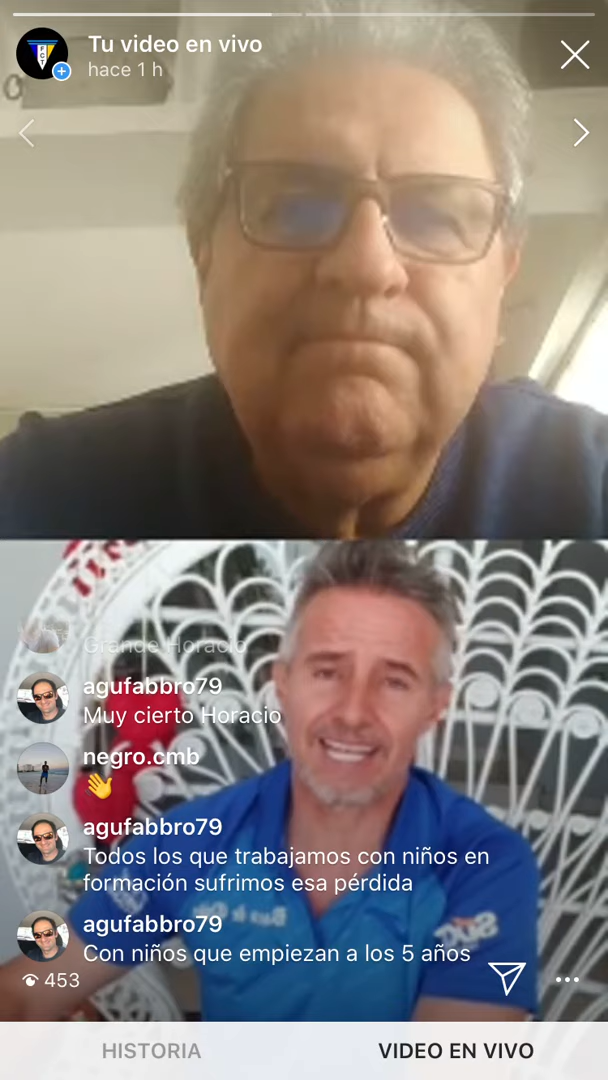 Tu video en vivo
hace 1 h
F
C
T
Grande Horacio
agufabbro79
Muy cierto Horacio
negro.cmb
👋
agufabbro79
Todos los que trabajamos con niños en
formación sufrimos esa pérdida
agufabbro79
Con niños que empiezan a los 5 años
453
HISTORIA
VIDEO EN VIVO